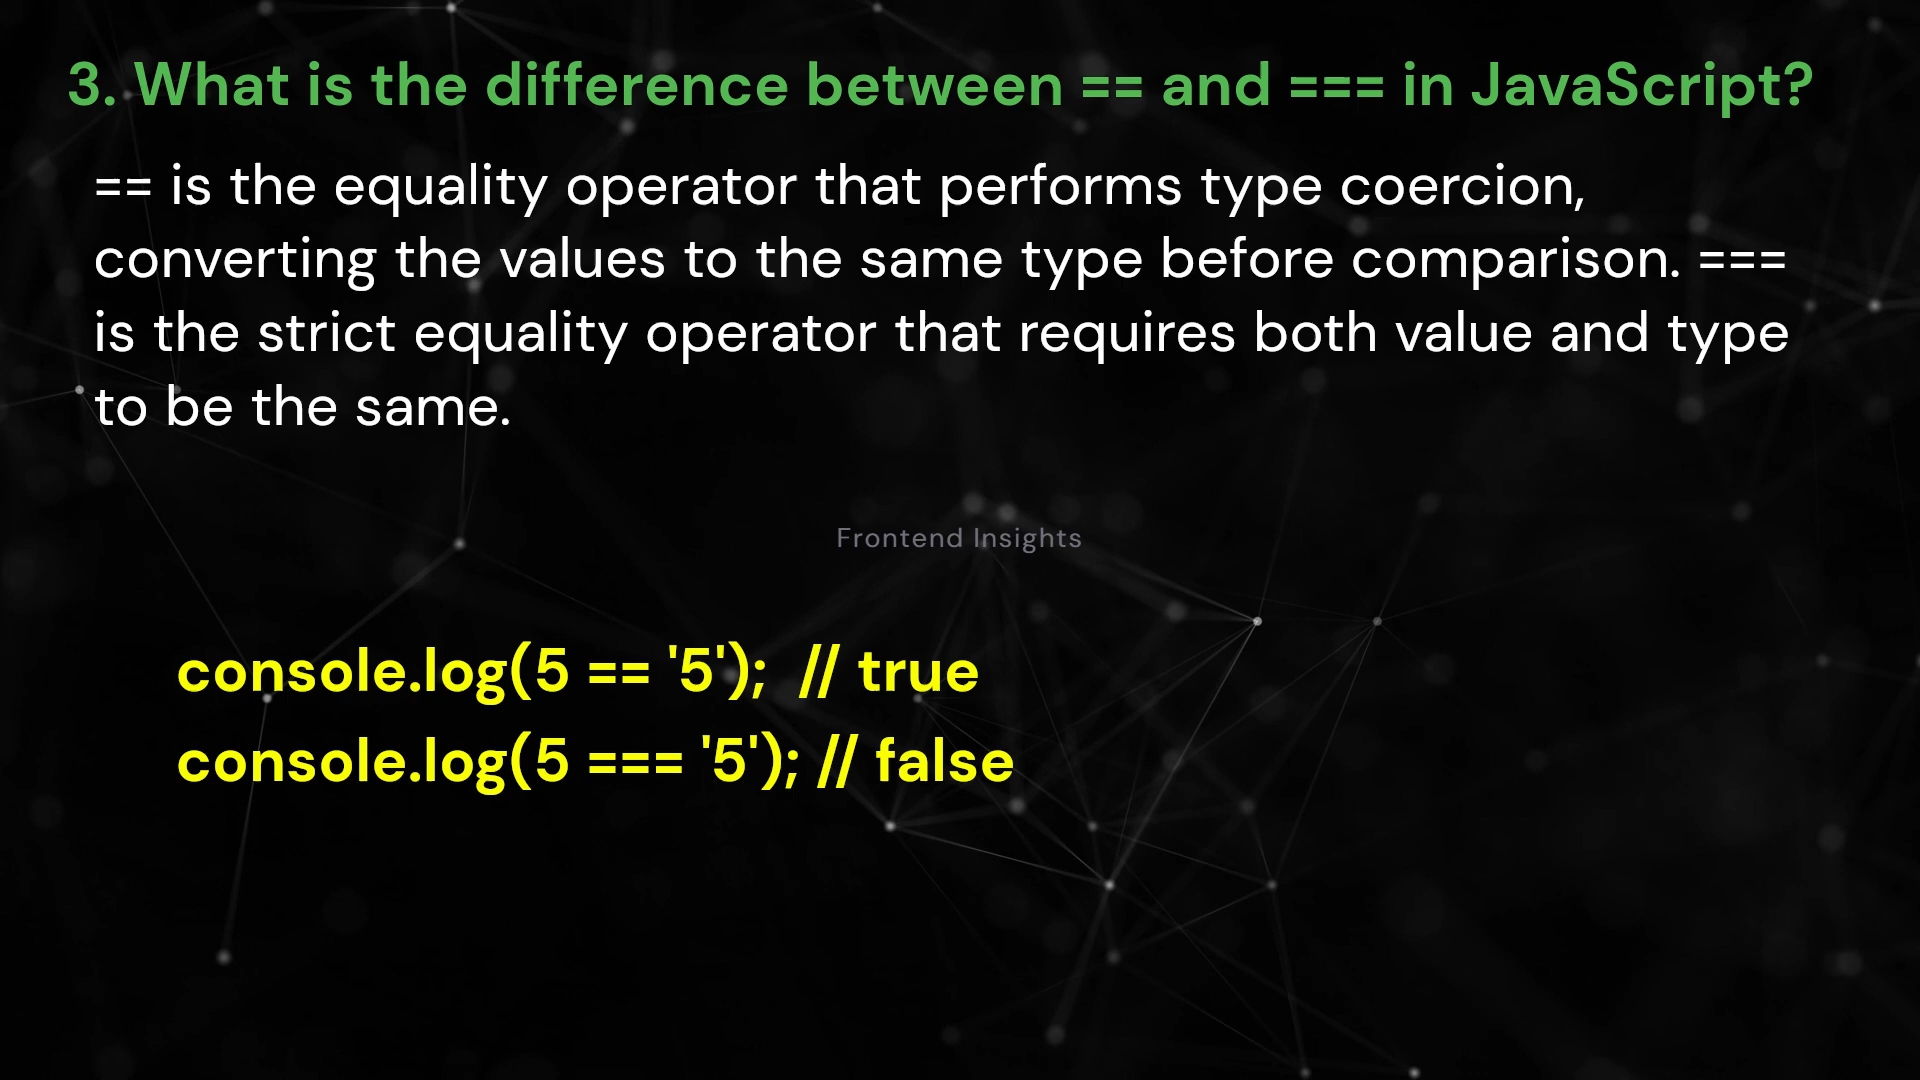 3. What is the difference between == and === in JavaScript?
== is the equality operator that performs type coercion,
converting the values to the same type before comparison. ===
is the strict equality operator that requires both value and type
to be the same.
Frontend Insights
console.log(5 == '5');  // true
console.log(5 === '5'); // false